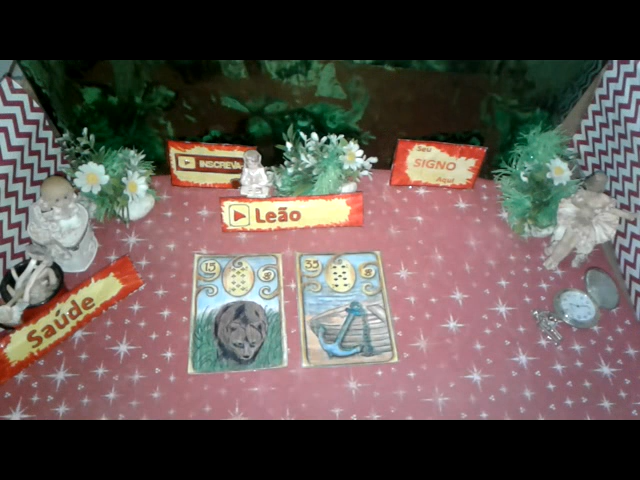 INSCREVA
Seu
SIGNO
Aqui
Leão
Saúde
15
35